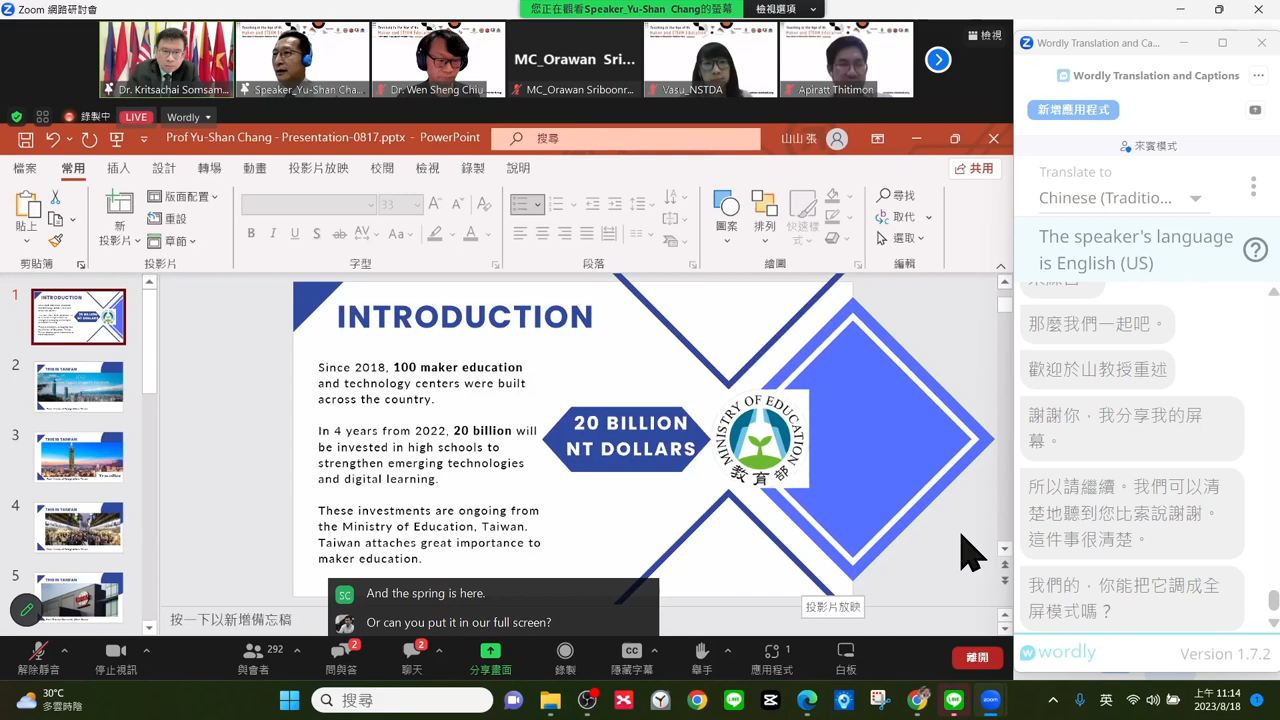 Zoom 網路研討會
您正在觀看Speaker_Yu-Shan Chang的螢幕
檢視選項
Dr. Kritsachai Somsam...
Speaker_Yu-Shan Cha...
Dr. Wen Sheng Chiu
MC_Orawan Sri...
MC_Orawan Sriboonr...
Vasu_NSTDA
Apiratt Thitimon
檢視
錄製中
LIVE
Wordly
Prof Yu-Shan Chang - Presentation-0817.pptx - PowerPoint
搜尋
山山 張
檔案
常用
插入
設計
轉場
動畫
投影片放映
校閱
檢視
錄製
說明
共用
貼上
剪貼簿
新
投影片
版面配置
重設
章節
投影片
33
B I U S ab AV Aa A
字型
段落
圖案
排列
快速樣
式
繪圖
尋找
取代
選取
編輯
1
2
3
4
5
INTRODUCTION
Since 2018, 100 maker education
and technology centers were built
across the country.
In 4 years from 2022, 20 billion will
be invested in high schools to
strengthen emerging technologies
and digital learning.
These investments are ongoing from
the Ministry of Education, Taiwan.
Taiwan attaches great importance to
maker education.
20 BILLION
NT DOLLARS
MINISTRY OF EDUCATION
教育部
投影片放映
按一下以新增備忘稿
SC And the spring is here.
Or can you put it in our full screen?
解除靜音
停止視訊
292
與會者
2
問與答
2
聊天
分享畫面
錄製
CC
隱藏字幕
舉手
1
應用程式
白板
離開
Wordly Translation and Cap...
Wordly Translation and Captions
新增應用程式
來賓模式
Translate to
Chinese (Traditio...
The speaker's language
is English (US)
那麼我們一起吧。
歡迎於山教授至述
謝謝你，我分享我的屏
幕。
所以謝謝。我們可以清
楚地聽到您比索說謝謝。
這件事很清楚。
我們的，你能把它調成全
屏模式嗎？
wordly
Version 1.7.2
30°C
多雲時陰
搜尋
英
上午 11:14
2023/8/18